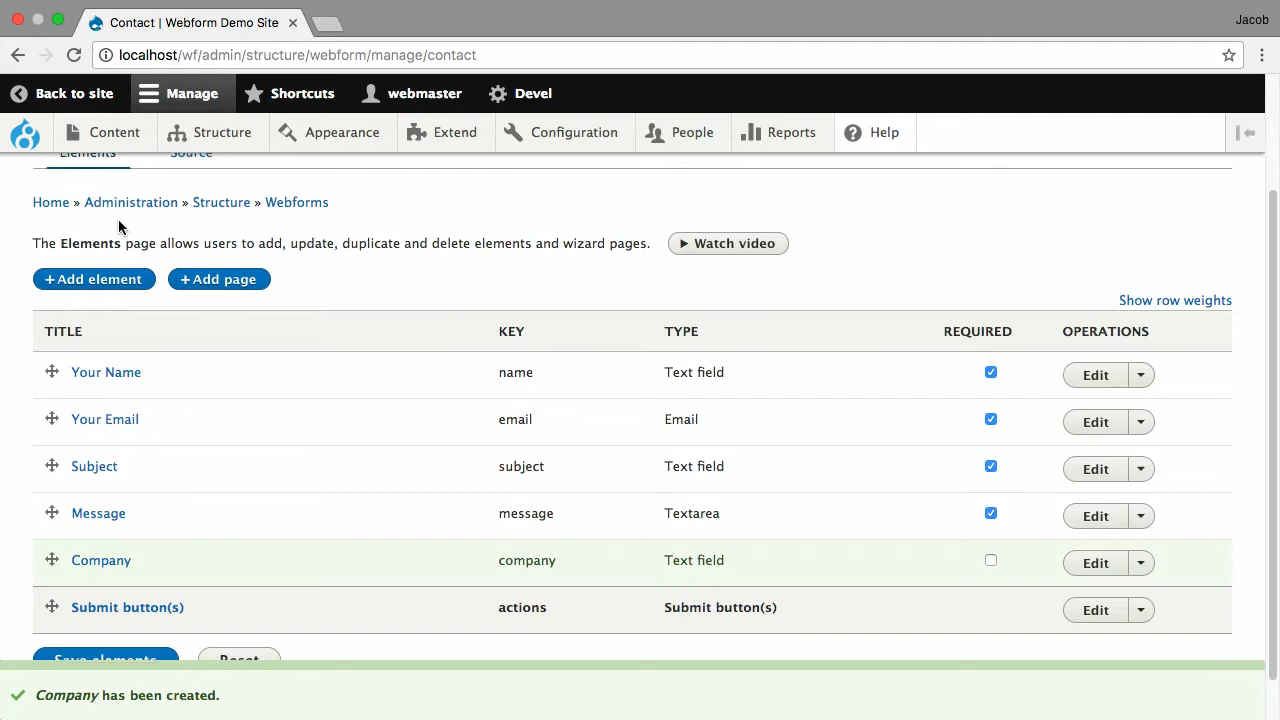 Contact | Webform Demo Site
Jacob
localhost/wf/admin/structure/webform/manage/contact
Back to site Manage Shortcuts webmaster Devel
Content Structure Appearance Extend Configuration People Reports Help
Elements Source
Home » Administration » Structure » Webforms
The Elements page allows users to add, update, duplicate and delete elements and wizard pages. Watch video
+ Add element + Add page
Show row weights
TITLE KEY TYPE REQUIRED OPERATIONS
Your Name name Text field Edit
Your Email email Email Edit
Subject subject Text field Edit
Message message Textarea Edit
Company company Text field Edit
Submit button(s) actions Submit button(s) Edit
Save elements Reset
Company has been created.